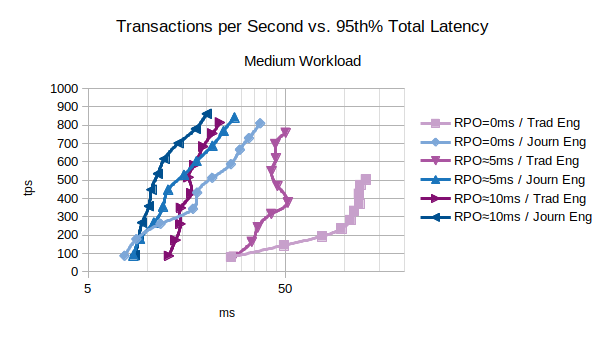 Transactions per Second vs. 95th% Total Latency
Medium Workload
1000
900
800
700
600
500
400
300
200
100
0
tps
5
50
ms
RPO=0ms / Trad Eng
RPO=0ms / Journ Eng
RPO≈5ms / Trad Eng
RPO≈5ms / Journ Eng
RPO≈10ms / Trad Eng
RPO≈10ms / Journ Eng